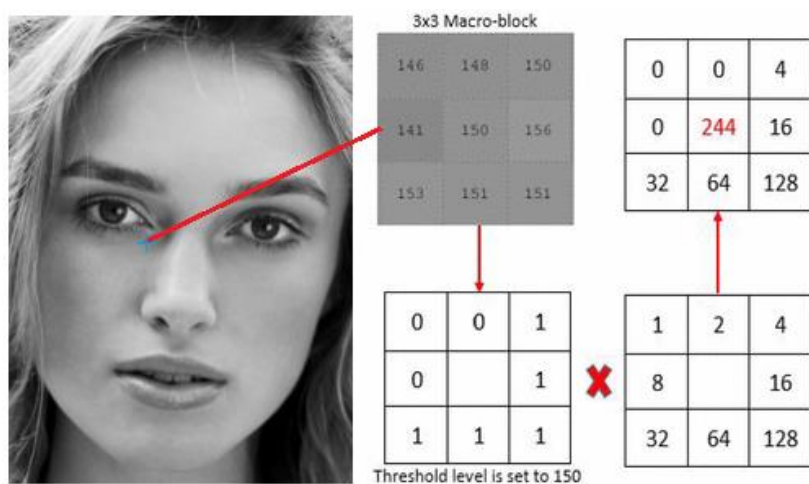 3x3 Macro-block
146 148 150
141 150 156
153 151 151
0 0 4
0 244 16
32 64 128
0 0 1
0 1
1 1 1
Threshold level is set to 150
1 2 4
8 16
32 64 128